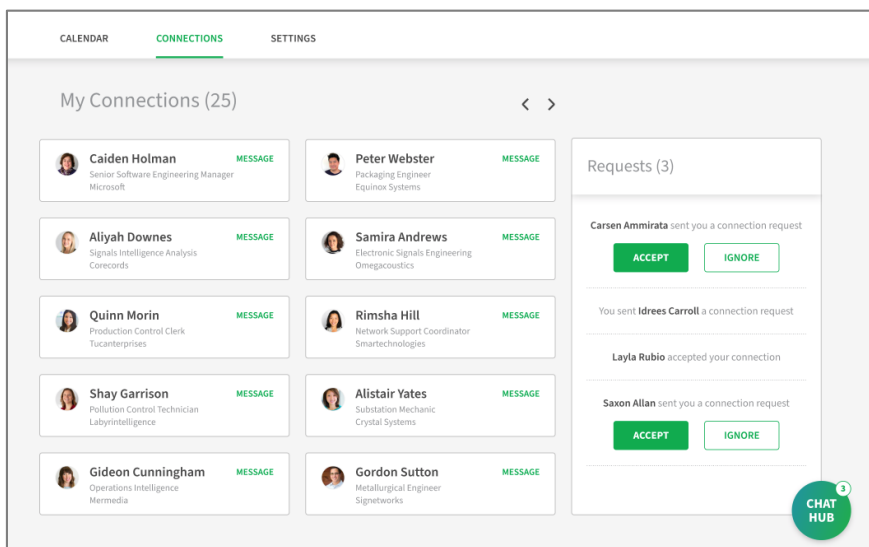 CALENDAR CONNECTIONS SETTINGS
My Connections (25)
Caiden Holman MESSAGE
Senior Software Engineering Manager
Microsoft
Peter Webster MESSAGE
Packaging Engineer
Equinox Systems
Aliyah Downes MESSAGE
Signals Intelligence Analysis
Corecords
Samira Andrews MESSAGE
Electronic Signals Engineering
Omegacoustics
Quinn Morin MESSAGE
Production Control Clerk
Tucanterprises
Rimsha Hill MESSAGE
Network Support Coordinator
Smartechnologies
Shay Garrison MESSAGE
Pollution Control Technician
Labyrintelligence
Alistair Yates MESSAGE
Substation Mechanic
Crystal Systems
Gideon Cunningham MESSAGE
Operations Intelligence
Mermedia
Gordon Sutton MESSAGE
Metallurgical Engineer
Signetworks
Requests (3)
Carsen Ammirata sent you a connection request
ACCEPT IGNORE
You sent Idrees Carroll a connection request
Layla Rubio accepted your connection
Saxon Allan sent you a connection request
ACCEPT IGNORE
3
CHAT
HUB